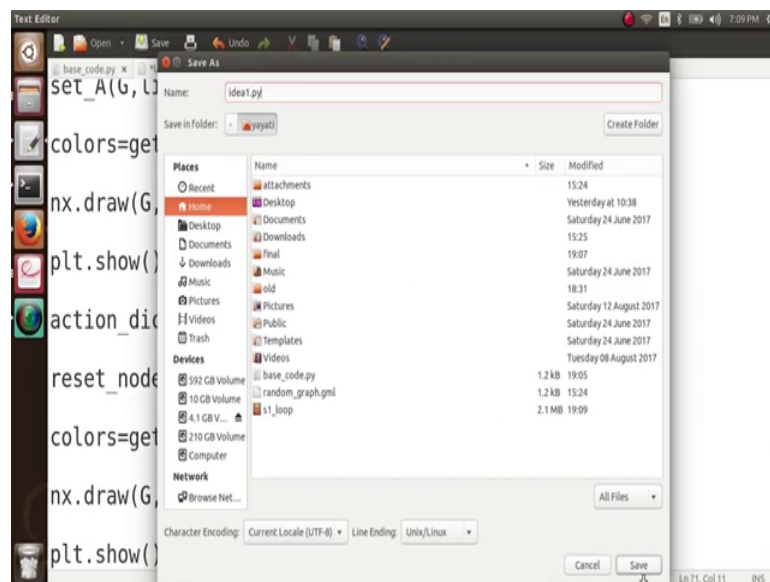 Text Editor
En
7:09 PM
Open
Save
Undo
base_code.py ×
Save As
Name: idea1.py
Save in folder: yayati
Create Folder
Places
Recent
Home
Desktop
Documents
Downloads
Music
Pictures
Videos
Trash
Devices
592 GB Volume
10 GB Volume
4.1 GB V...
210 GB Volume
Computer
Network
Browse Net...
Name Size Modified
attachments 15:24
Desktop Yesterday at 10:38
Documents Saturday 24 June 2017
Downloads 15:25
final 19:07
Music Saturday 24 June 2017
old 18:31
Pictures Saturday 12 August 2017
Public Saturday 24 June 2017
Templates Saturday 24 June 2017
Videos Tuesday 08 August 2017
base_code.py 1.2 kB 19:05
random_graph.gml 1.2 kB 15:24
s1_loop 2.1 MB 19:09
All Files
Character Encoding: Current Locale (UTF-8) Line Ending: Unix/Linux
Cancel Save
set_A(G,li
colors=get
nx.draw(G,
plt.show()
action_dic
reset_node
colors=get
nx.draw(G,
plt.show()
Ln 71, Col 11 INS